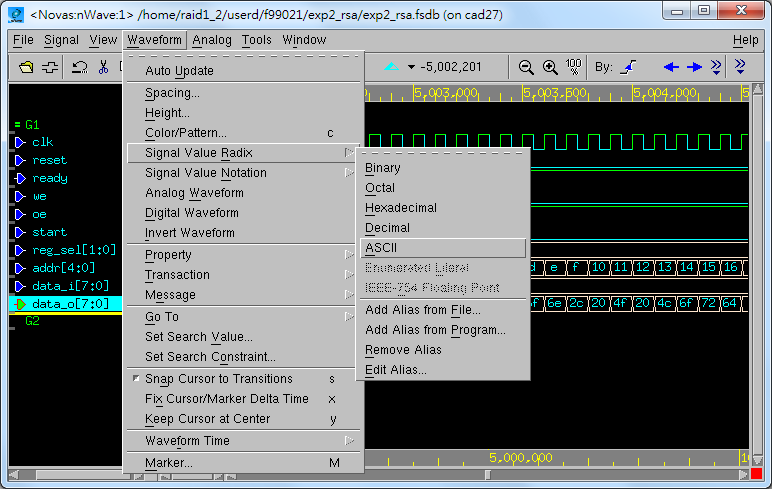 <Novas:nWave:1> /home/raid1_2/userd/f99021/exp2_rsa/exp2_rsa.fsdb (on cad27)
File Signal View Waveform Analog Tools Window Help
-5,002,201 100 % By:
5,003,000 5,003,500 5,004,000
G1
clk
reset
ready
we
oe
start
reg_sel[1:0]
addr[4:0]
data_i[7:0]
data_o[7:0]
G2
Auto Update
Spacing...
Height...
Color/Pattern... c
Signal Value Radix
Signal Value Notation
Analog Waveform
Digital Waveform
Invert Waveform
Property
Transaction
Message
Go To
Set Search Value...
Set Search Constraint...
Snap Cursor to Transitions s
Fix Cursor/Marker Delta Time x
Keep Cursor at Center y
Waveform Time
Marker... M
Binary
Octal
Hexadecimal
Decimal
ASCII
Enumerated Literal
IEEE-754 Floating Point
Add Alias from File...
Add Alias from Program...
Remove Alias
Edit Alias...
e f 10 11 12 13 14 15 16
6e 2c 20 4c 6f 72 64
5,000,000